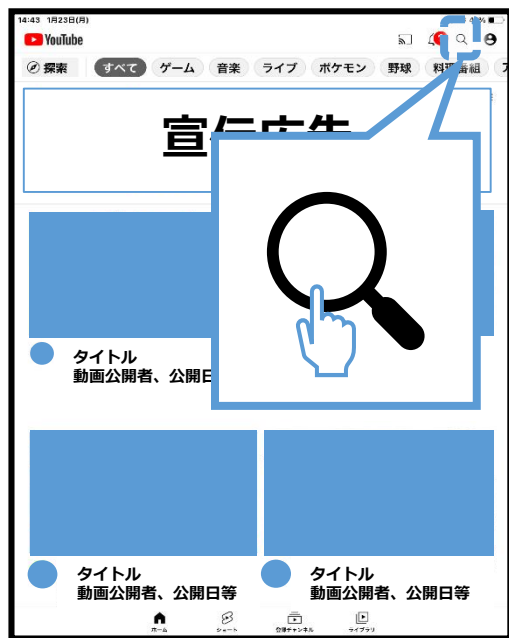 14:43 1月23日(月)
YouTube
探索 すべて ゲーム 音楽 ライブ ポケモン 野球 料理番組
宣伝広告
タイトル
動画公開者、公開日
タイトル
動画公開者、公開日等
タイトル
動画公開者、公開日等
ホーム ショート 登録チャンネル ライブラリ